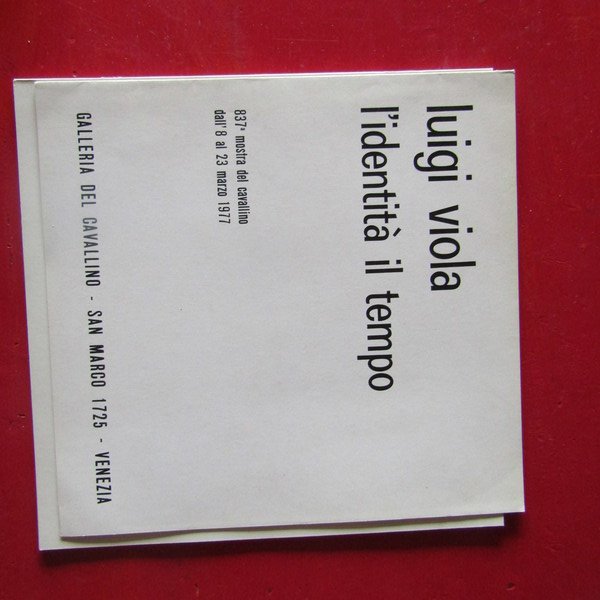 luigi viola
l'identità il tempo
837ª mostra del cavallino
dall' 8 al 23 marzo 1977
GALLERIA DEL CAVALLINO - SAN MARCO 1725 - VENEZIA